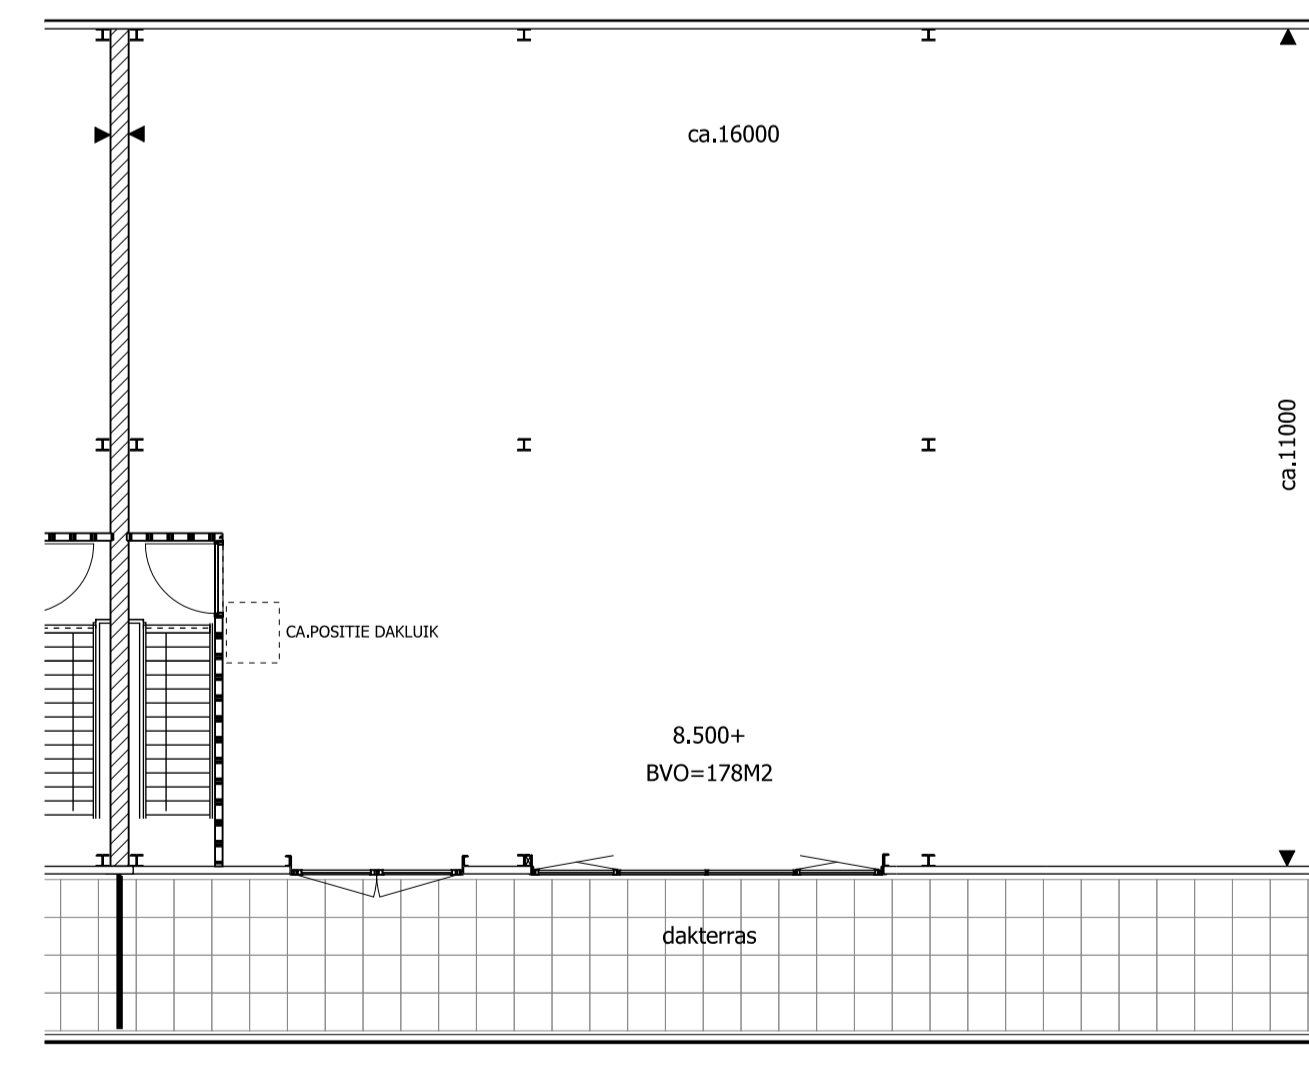 ca.16000
ca.11000
CA.POSITIE DAKLUIK
8.500+
BVO=178M2
dakterras